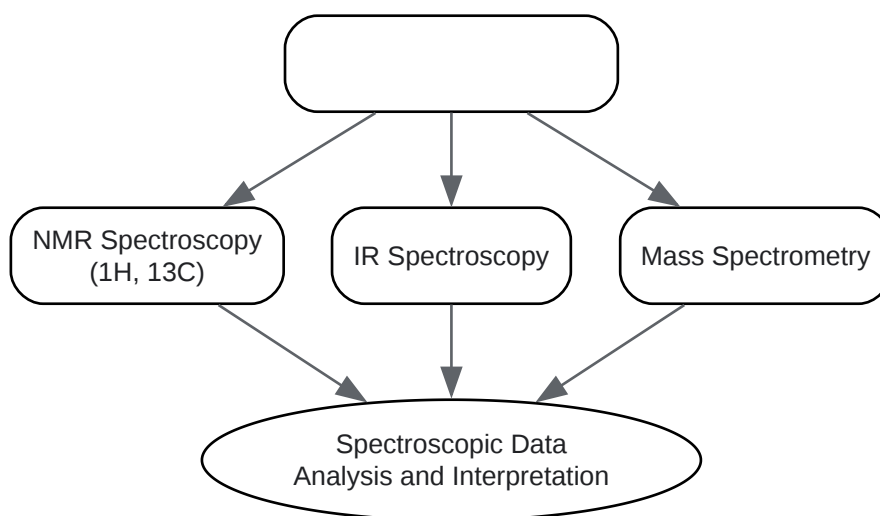 NMR Spectroscopy
(1H, 13C)
IR Spectroscopy
Mass Spectrometry
Spectroscopic Data
Analysis and Interpretation